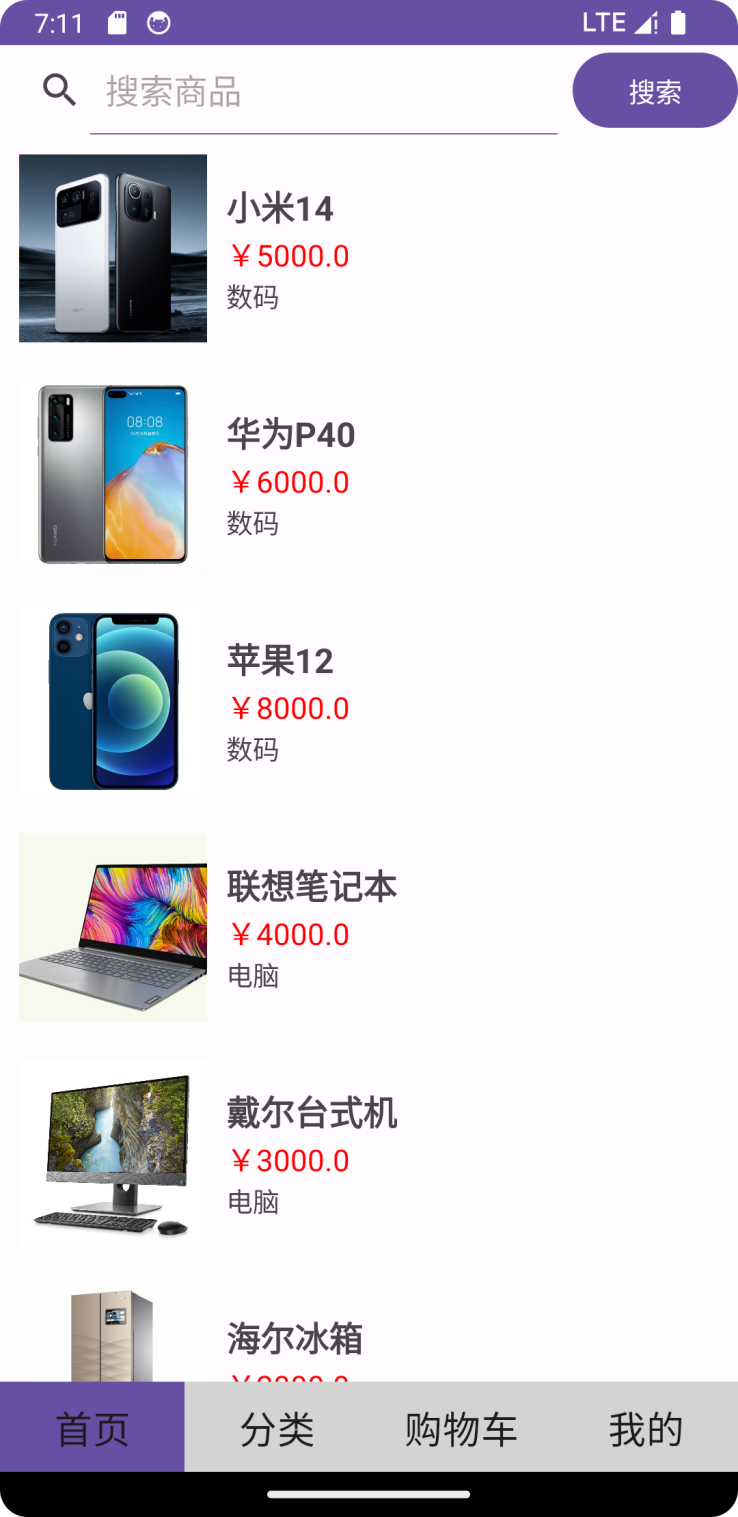 7:11 LTE
搜索商品 搜索
小米14
￥5000.0
数码
08:08
华为P40
￥6000.0
数码
苹果12
￥8000.0
数码
联想笔记本
￥4000.0
电脑
戴尔台式机
￥3000.0
电脑
海尔冰箱
首页 分类 购物车 我的